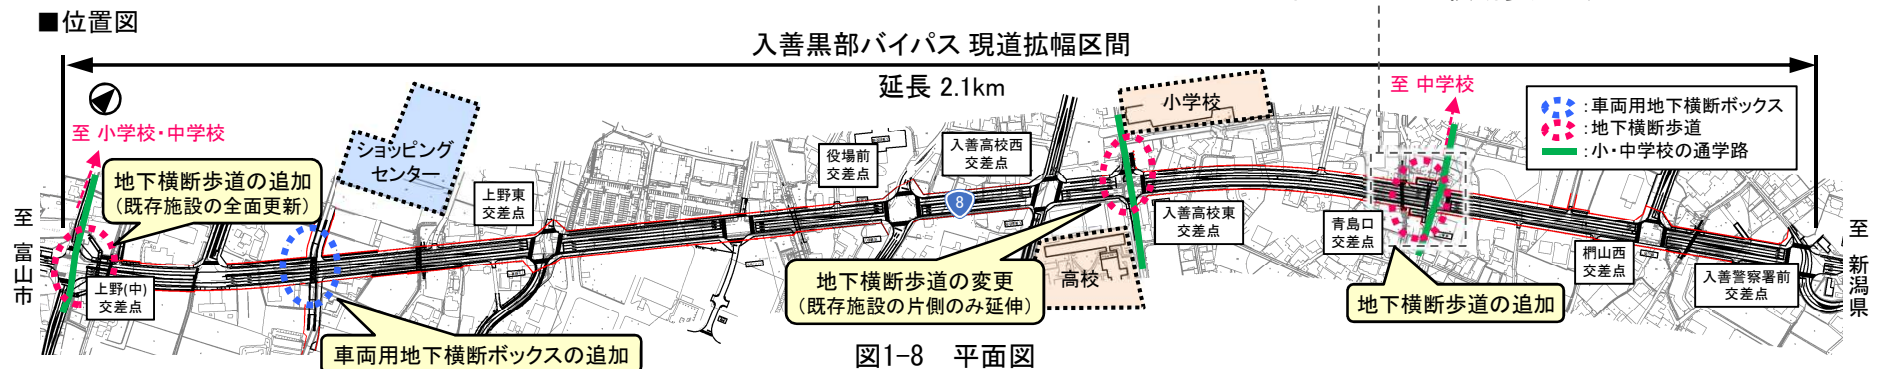 ■位置図
入善黒部バイパス 現道拡幅区間
延長 2.1km
至 小学校・中学校
ショッピング
センター
小学校
至 中学校
：車両用地下横断ボックス
：地下横断歩道
：小・中学校の通学路
地下横断歩道の追加
（既存施設の全面更新）
上野東
交差点
役場前
交差点
入善高校西
交差点
8
入善高校東
交差点
青島口
交差点
椚山西
交差点
入善警察署前
交差点
至 富山市
至 新潟県
上野(中)
交差点
高校
地下横断歩道の変更
（既存施設の片側のみ延伸）
地下横断歩道の追加
車両用地下横断ボックスの追加
図1-8　平面図